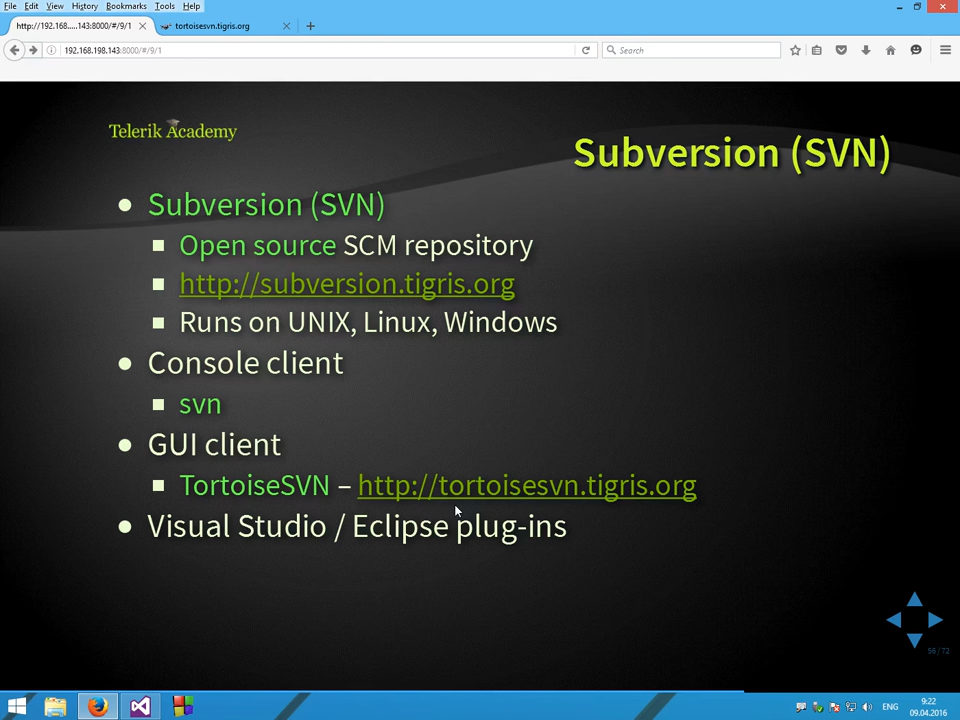 File Edit View History Bookmarks Tools Help
http://192.168.....143:8000/#/9/1
tortoisesvn.tigris.org
192.168.198.143:8000/#/9/1
Search
Telerik Academy
Subversion (SVN)
Subversion (SVN)
Open source SCM repository
http://subversion.tigris.org
Runs on UNIX, Linux, Windows
Console client
svn
GUI client
TortoiseSVN – http://tortoisesvn.tigris.org
Visual Studio / Eclipse plug-ins
56 / 72
ENG
9:22
09.04.2016